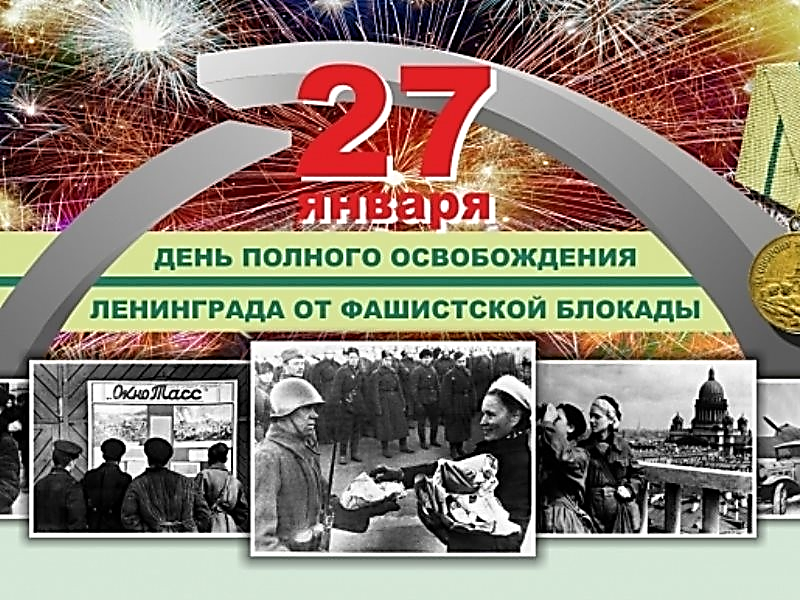 27
января
ДЕНЬ ПОЛНОГО ОСВОБОЖДЕНИЯ
ЛЕНИНГРАДА ОТ ФАШИСТСКОЙ БЛОКАДЫ
„Окно ТАСС"